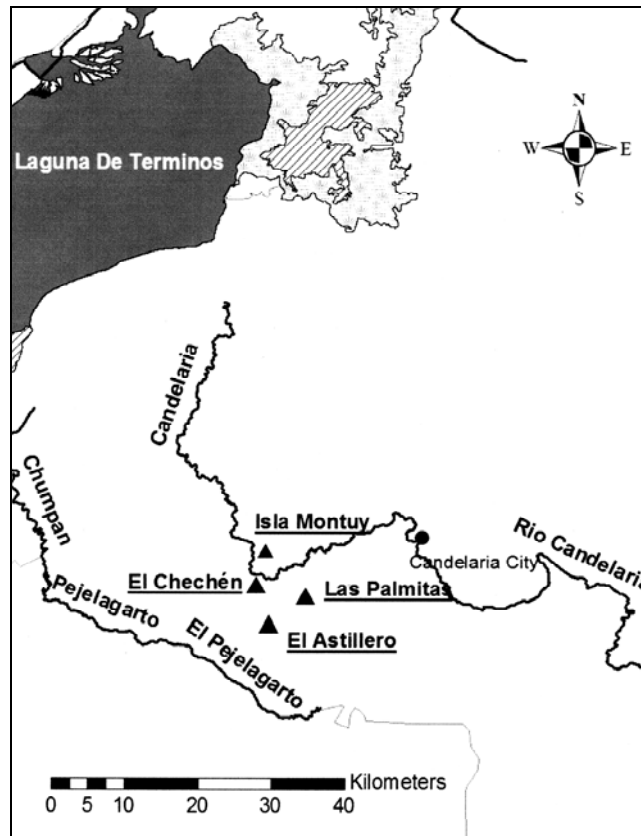 N
W E
S
Laguna De Terminos
Candelaria
Chumpan
Isla Montuy
Candelaria City
Rio Candelaria
El Chechén
Las Palmitas
Pejelagarto
El Pejelagarto
El Astillero
Kilometers
0 5 10 20 30 40